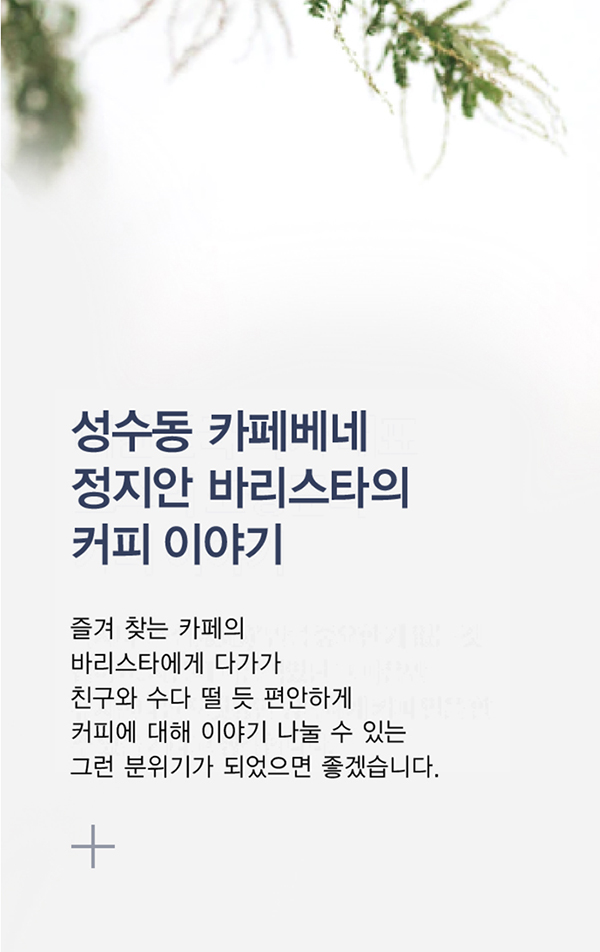 성수동 카페베네
정지안 바리스타의
커피 이야기
즐겨 찾는 카페의
바리스타에게 다가가
친구와 수다 떨 듯 편안하게
커피에 대해 이야기 나눌 수 있는
그런 분위기가 되었으면 좋겠습니다.